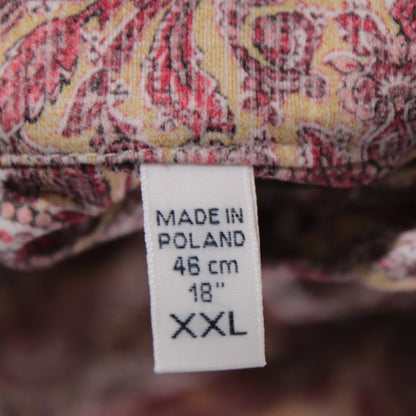 MADE IN
POLAND
46 cm
18"
XXL